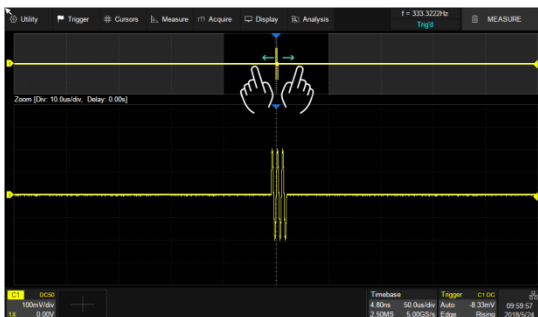 Utility Trigger Cursors Measure Acquire Display Analysis f = 333.3222Hz MEASURE
Trig'd
Zoom [Div: 10.0us/div, Delay: 0.00s]
C1 DC50 Timebase Trigger C1 DC
100mV/div 4.80ns 50.0us/div Auto -8.33mV 09:59:57
1X 0.00V 2.50MS 5.00GS/s Edge Rising 2018/5/24